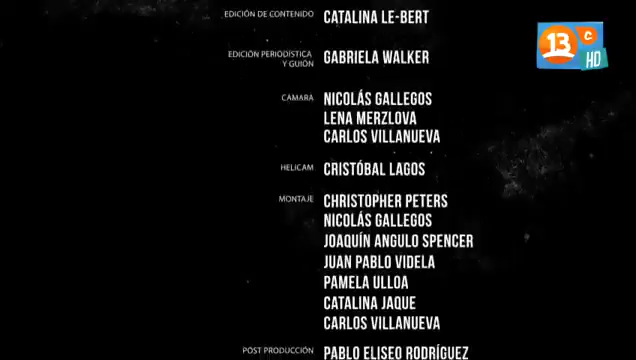 EDICIÓN DE CONTENIDO CATALINA LE-BERT
EDICIÓN PERIODÍSTICA
Y GUIÓN GABRIELA WALKER
CÁMARA NICOLÁS GALLEGOS
LENA MERZLOVA
CARLOS VILLANUEVA
HELICAM CRISTÓBAL LAGOS
MONTAJE CHRISTOPHER PETERS
NICOLÁS GALLEGOS
JOAQUÍN ANGULO SPENCER
JUAN PABLO VIDELA
PAMELA ULLOA
CATALINA JAQUE
CARLOS VILLANUEVA
POST PRODUCCIÓN PABLO ELISEO RODRÍGUEZ
13 C
HD